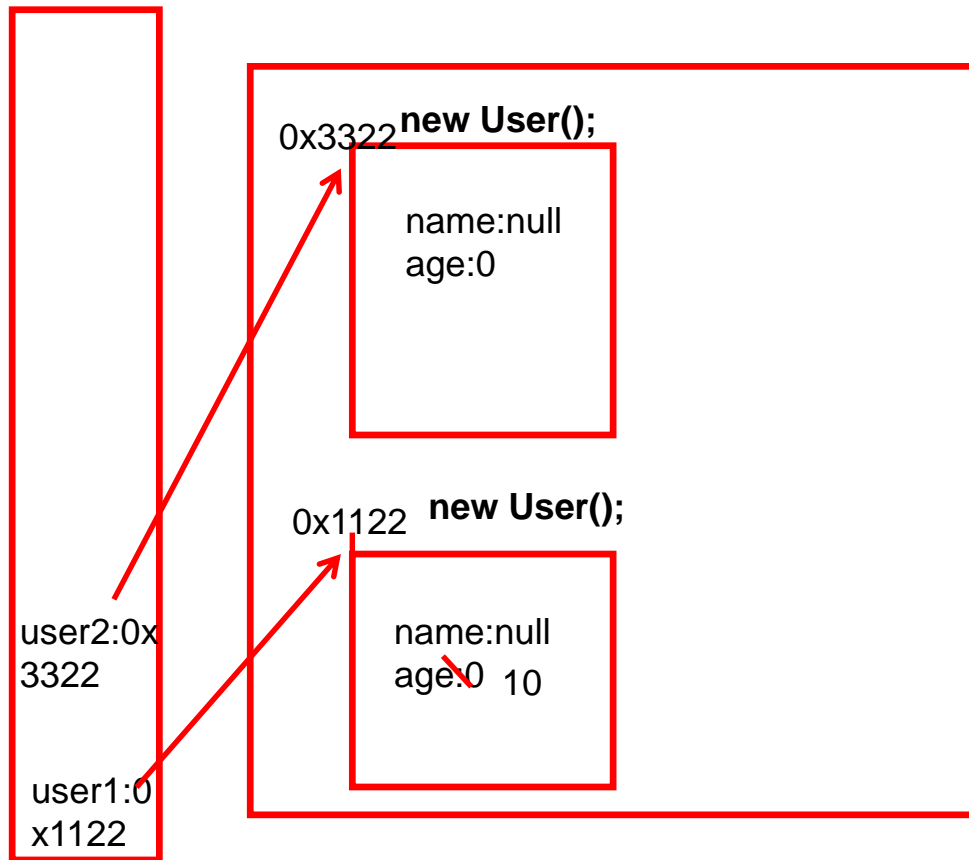 0x3322
new User();
name:null
age:0
0x1122
new User();
name:null
age:0
10
user2:0x
3322
user1:0
x1122